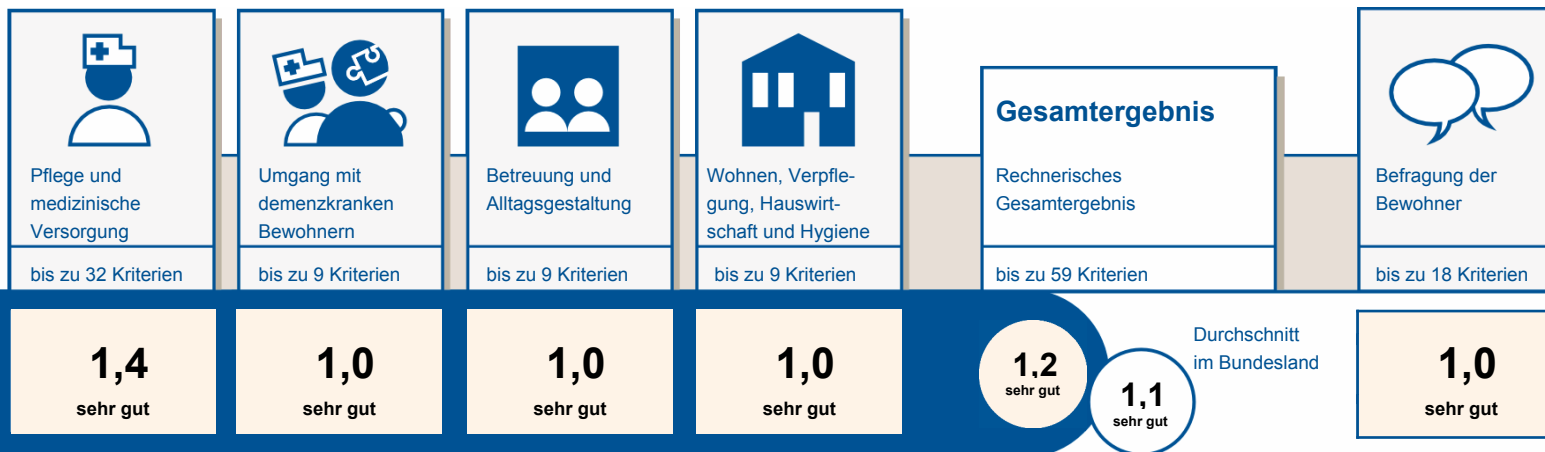 Pflege und
medizinische
Versorgung
bis zu 32 Kriterien
1,4
sehr gut
Umgang mit
demenzkranken
Bewohnern
bis zu 9 Kriterien
1,0
sehr gut
Betreuung und
Alltagsgestaltung
bis zu 9 Kriterien
1,0
sehr gut
Wohnen, Verpfle-
gung, Hauswirt-
schaft und Hygiene
bis zu 9 Kriterien
1,0
sehr gut
Gesamtergebnis
Rechnerisches
Gesamtergebnis
bis zu 59 Kriterien
1,2
sehr gut
Durchschnitt
im Bundesland
1,1
sehr gut
Befragung der
Bewohner
bis zu 18 Kriterien
1,0
sehr gut